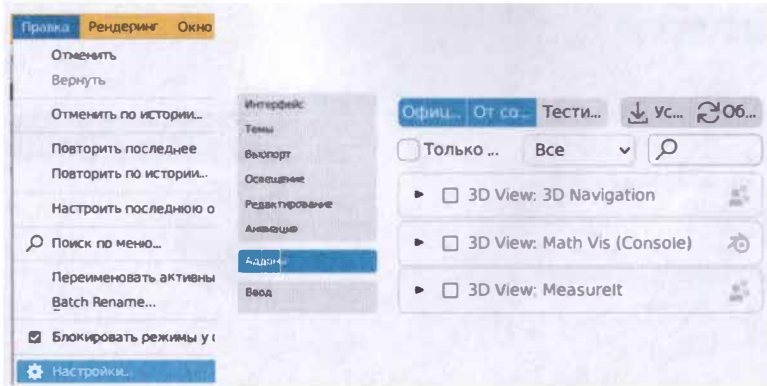 Правка Рендеринг Окно
Отменить
Вернуть
Отменить по истории...
Повторить последнее
Повторить по истории...
Настроить последнюю о
Поиск по меню...
Переименовать активны
Batch Rename...
Блокировать режимы у
Настройки...
Интерфейс
Темы
Вьюпорт
Освещение
Редактирование
Анимация
Аддоны
Ввод
Офиц... От со... Тести... Ус... Об...
Только ... Все
3D View: 3D Navigation
3D View: Math Vis (Console)
3D View: MeasureIt